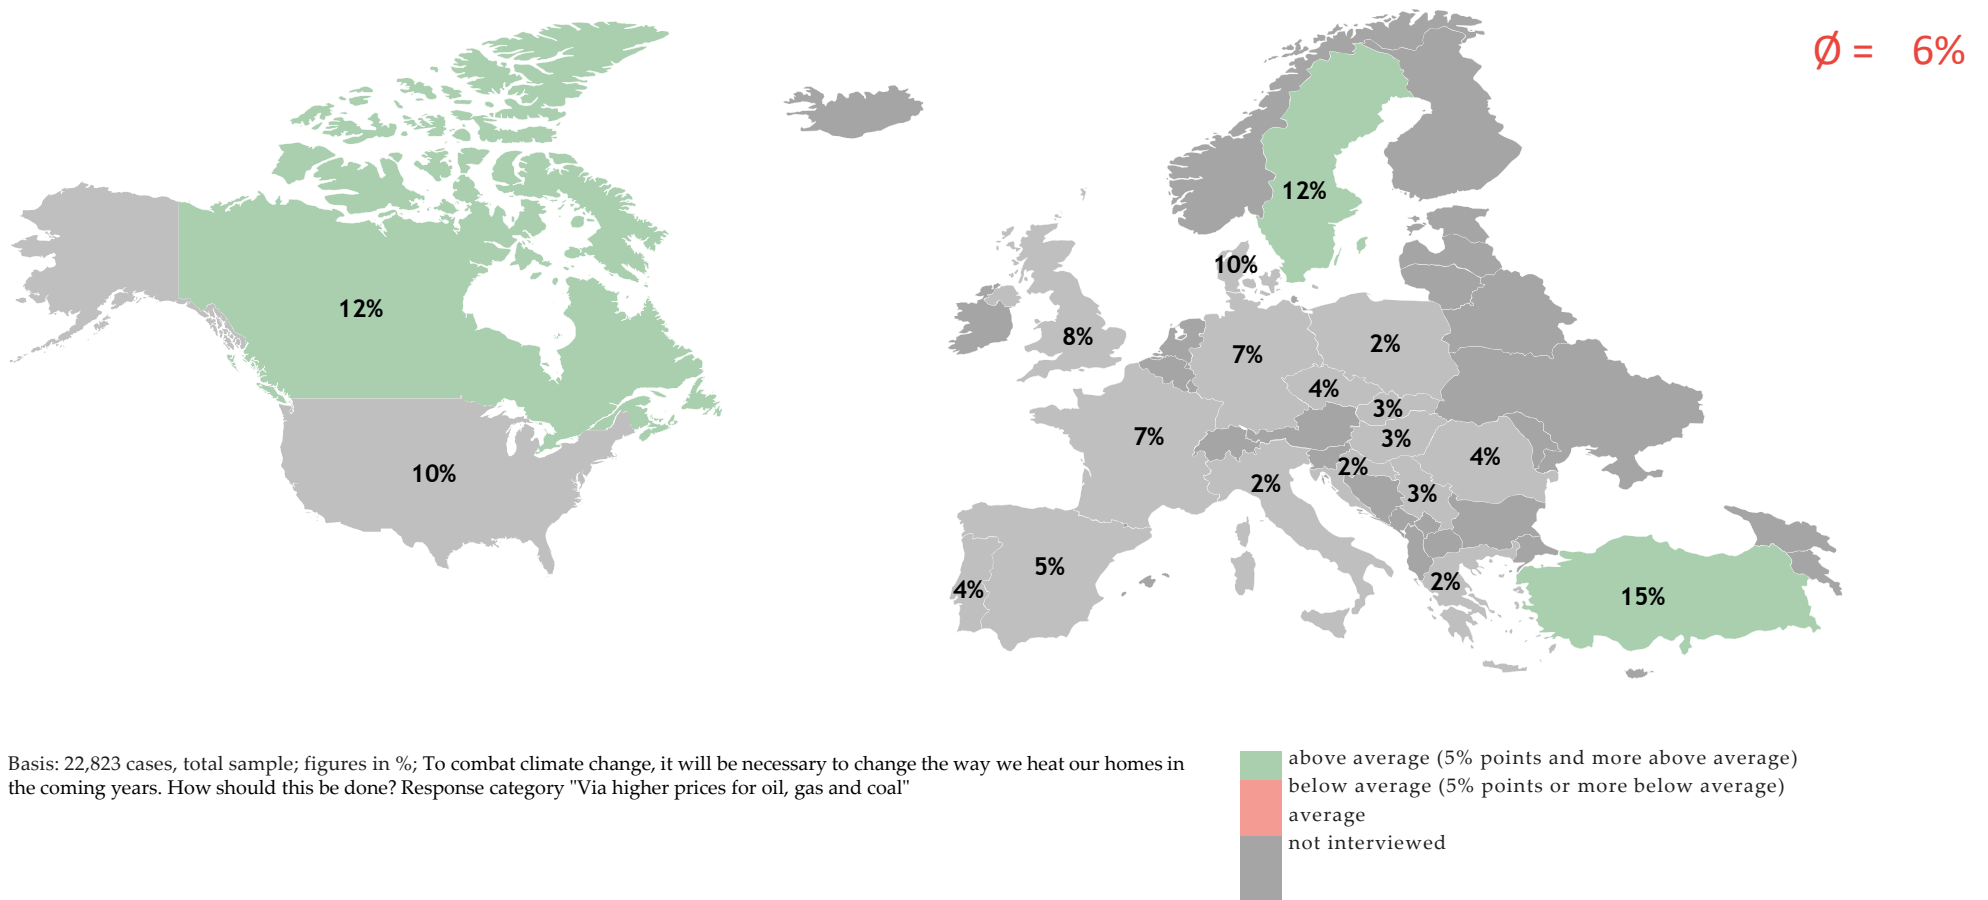 Ø = 6%
12%
12%
10%
8%
7%
2%
4%
3%
7%
3%
4%
2%
10%
2%
3%
5%
4%
2%
15%
Basis: 22,823 cases, total sample; figures in %; To combat climate change, it will be necessary to change the way we heat our homes in
the coming years. How should this be done? Response category "Via higher prices for oil, gas and coal"
above average (5% points and more above average)
below average (5% points or more below average)
average
not interviewed